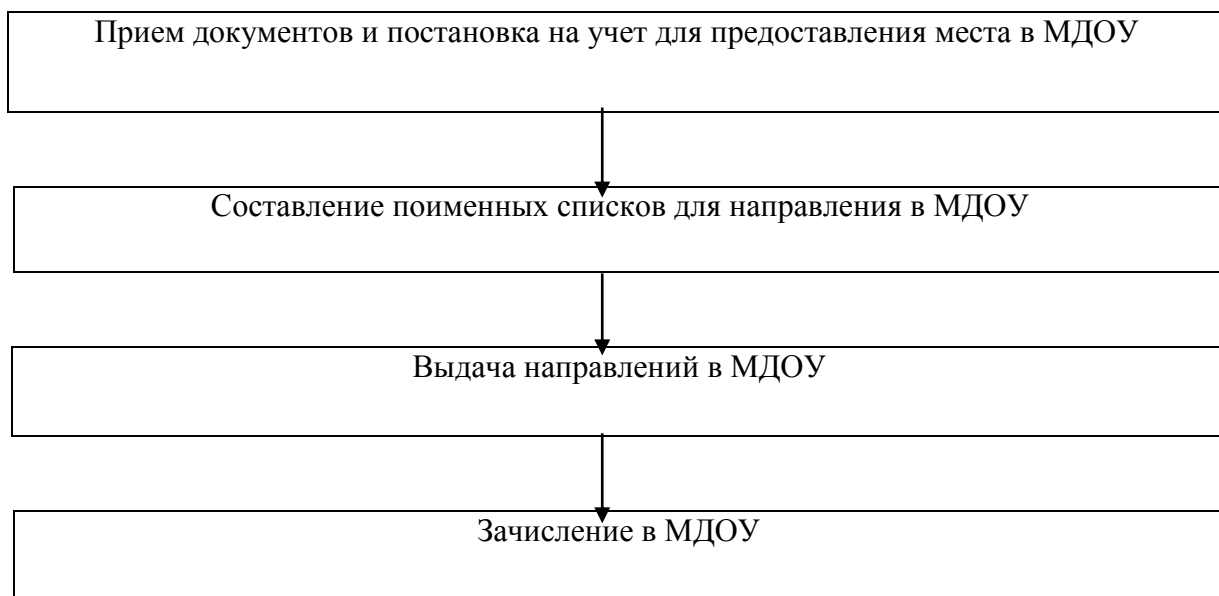 Прием документов и постановка на учет для предоставления места в МДОУ
Составление поименных списков для направления в МДОУ
Выдача направлений в МДОУ
Зачисление в МДОУ